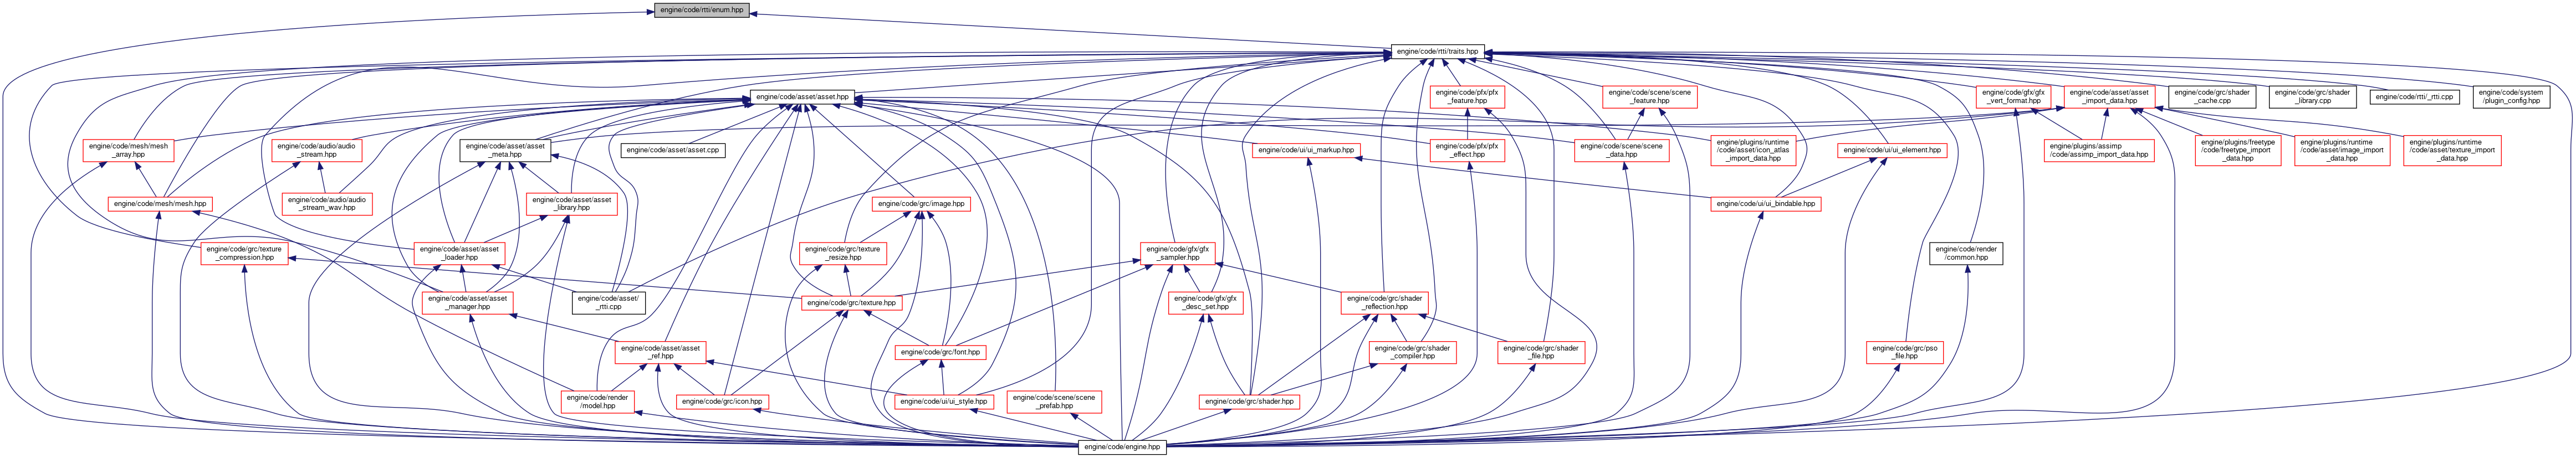 engine/code/rtti/enum.hpp
engine/code/rtti/traits.hpp
engine/code/asset/asset.hpp
engine/code/pfx/pfx
_feature.hpp
engine/code/scene/scene
_feature.hpp
engine/code/gfx/gfx
_vert_format.hpp
engine/code/asset/asset
_import_data.hpp
engine/code/grc/shader
_cache.cpp
engine/code/grc/shader
_library.cpp
engine/code/rtti/_rtti.cpp
engine/code/system
/plugin_config.hpp
engine/code/mesh/mesh
_array.hpp
engine/code/audio/audio
_stream.hpp
engine/code/asset/asset
_meta.hpp
engine/code/asset/asset.cpp
engine/code/ui/ui_markup.hpp
engine/code/pfx/pfx
_effect.hpp
engine/code/scene/scene
_data.hpp
engine/plugins/runtime
/code/asset/icon_atlas
_import_data.hpp
engine/code/ui/ui_element.hpp
engine/plugins/assimp
/code/assimp_import_data.hpp
engine/plugins/freetype
/code/freetype_import
_data.hpp
engine/plugins/runtime
/code/asset/image_import
_data.hpp
engine/plugins/runtime
/code/asset/texture_import
_data.hpp
engine/code/mesh/mesh.hpp
engine/code/audio/audio
_stream_wav.hpp
engine/code/asset/asset
_library.hpp
engine/code/grc/image.hpp
engine/code/ui/ui_bindable.hpp
engine/code/grc/texture
_compression.hpp
engine/code/asset/asset
_loader.hpp
engine/code/grc/texture
_resize.hpp
engine/code/gfx/gfx
_sampler.hpp
engine/code/render
/common.hpp
engine/code/asset/asset
_manager.hpp
engine/code/asset/
_rtti.cpp
engine/code/grc/texture.hpp
engine/code/gfx/gfx
_desc_set.hpp
engine/code/grc/shader
_reflection.hpp
engine/code/asset/asset
_ref.hpp
engine/code/grc/font.hpp
engine/code/grc/shader
_compiler.hpp
engine/code/grc/shader
_file.hpp
engine/code/grc/pso
_file.hpp
engine/code/render
/model.hpp
engine/code/grc/icon.hpp
engine/code/ui/ui_style.hpp
engine/code/scene/scene
_prefab.hpp
engine/code/grc/shader.hpp
engine/code/engine.hpp